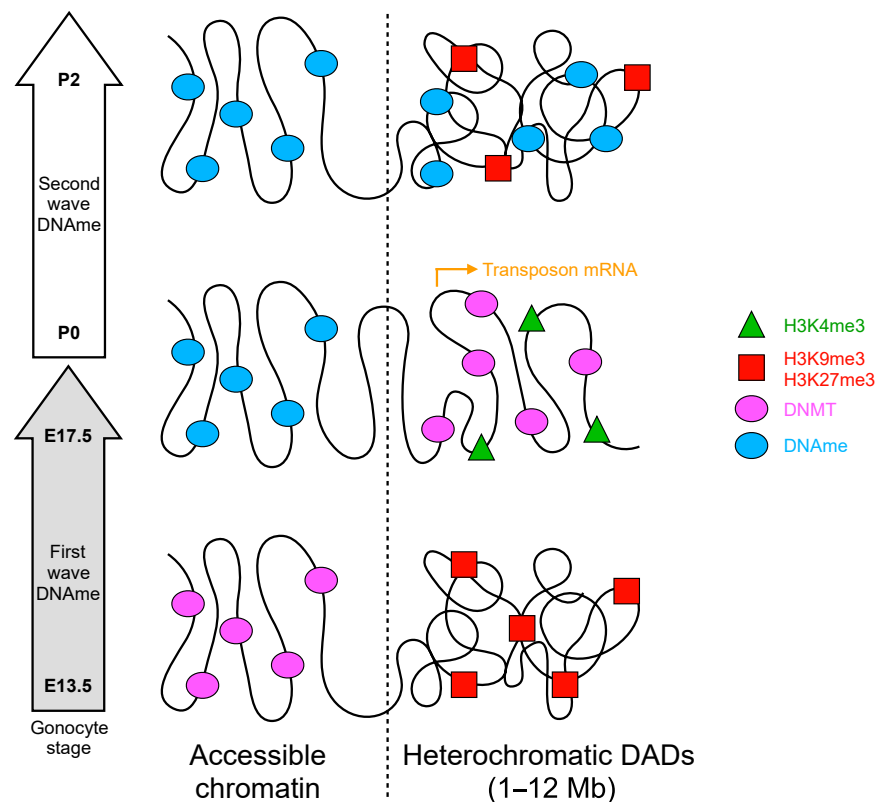 P2
Second
wave
DNAme
P0
E17.5
First
wave
DNAme
E13.5
Gonocyte
stage
Transposon mRNA
H3K4me3
H3K9me3
H3K27me3
DNMT
DNAme
Accessible
chromatin
Heterochromatic DADs
(1–12 Mb)